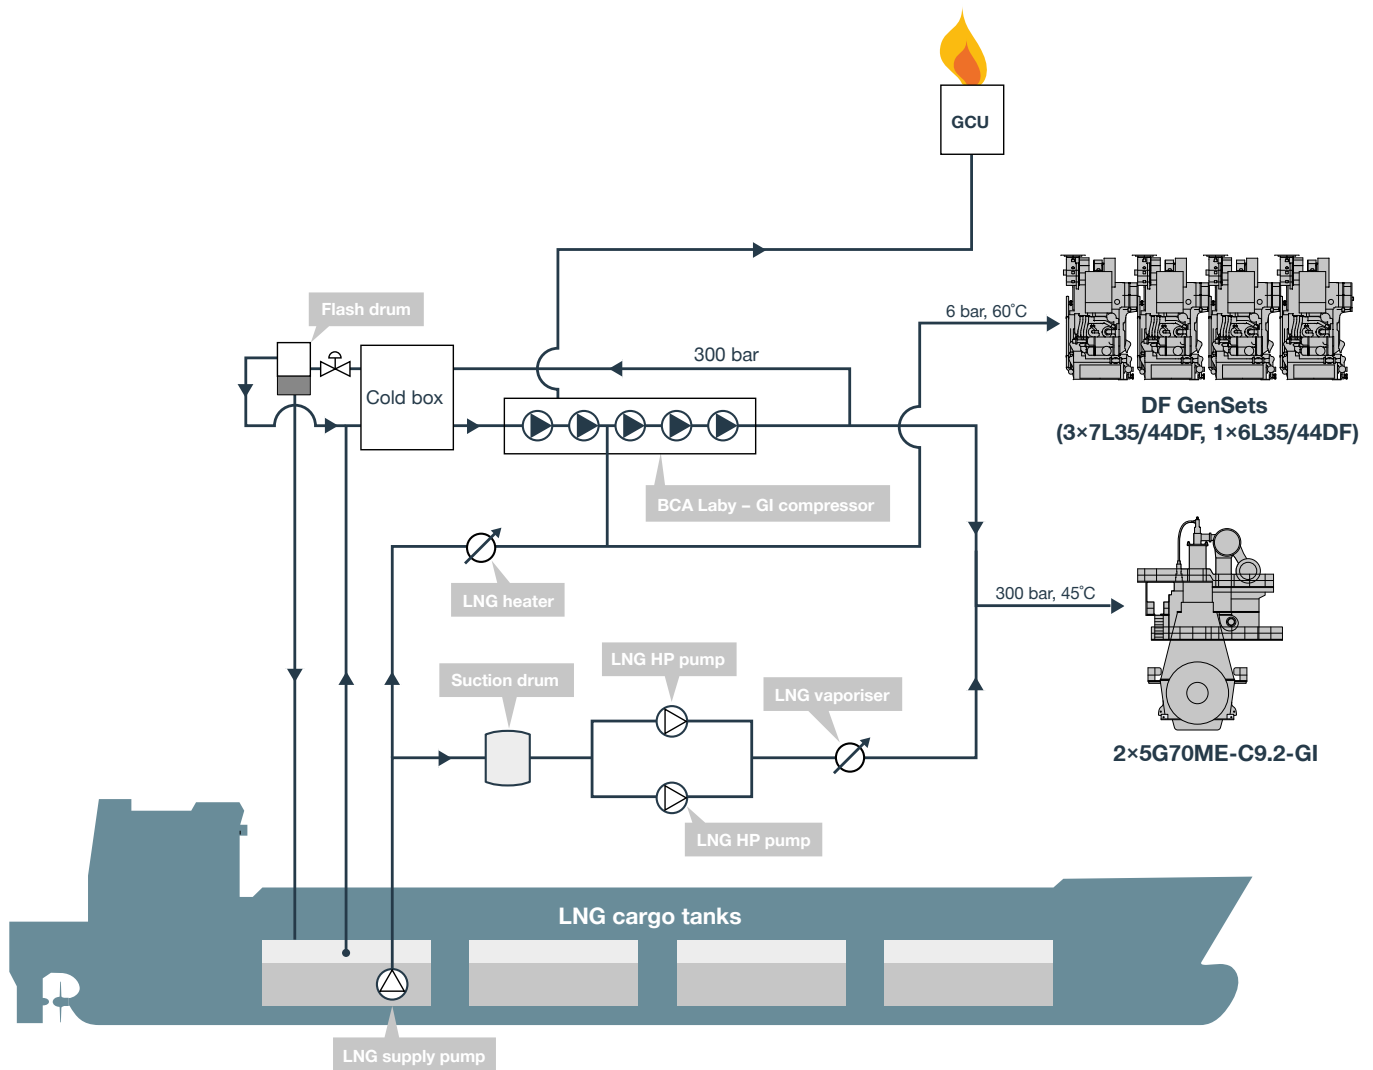 GCU
6 bar, 60°C
Flash drum
300 bar
Cold box
DF GenSets
(3×7L35/44DF, 1×6L35/44DF)
BCA Laby – GI compressor
LNG heater
300 bar, 45°C
LNG HP pump
Suction drum
LNG vaporiser
2×5G70ME-C9.2-GI
LNG HP pump
LNG cargo tanks
LNG supply pump